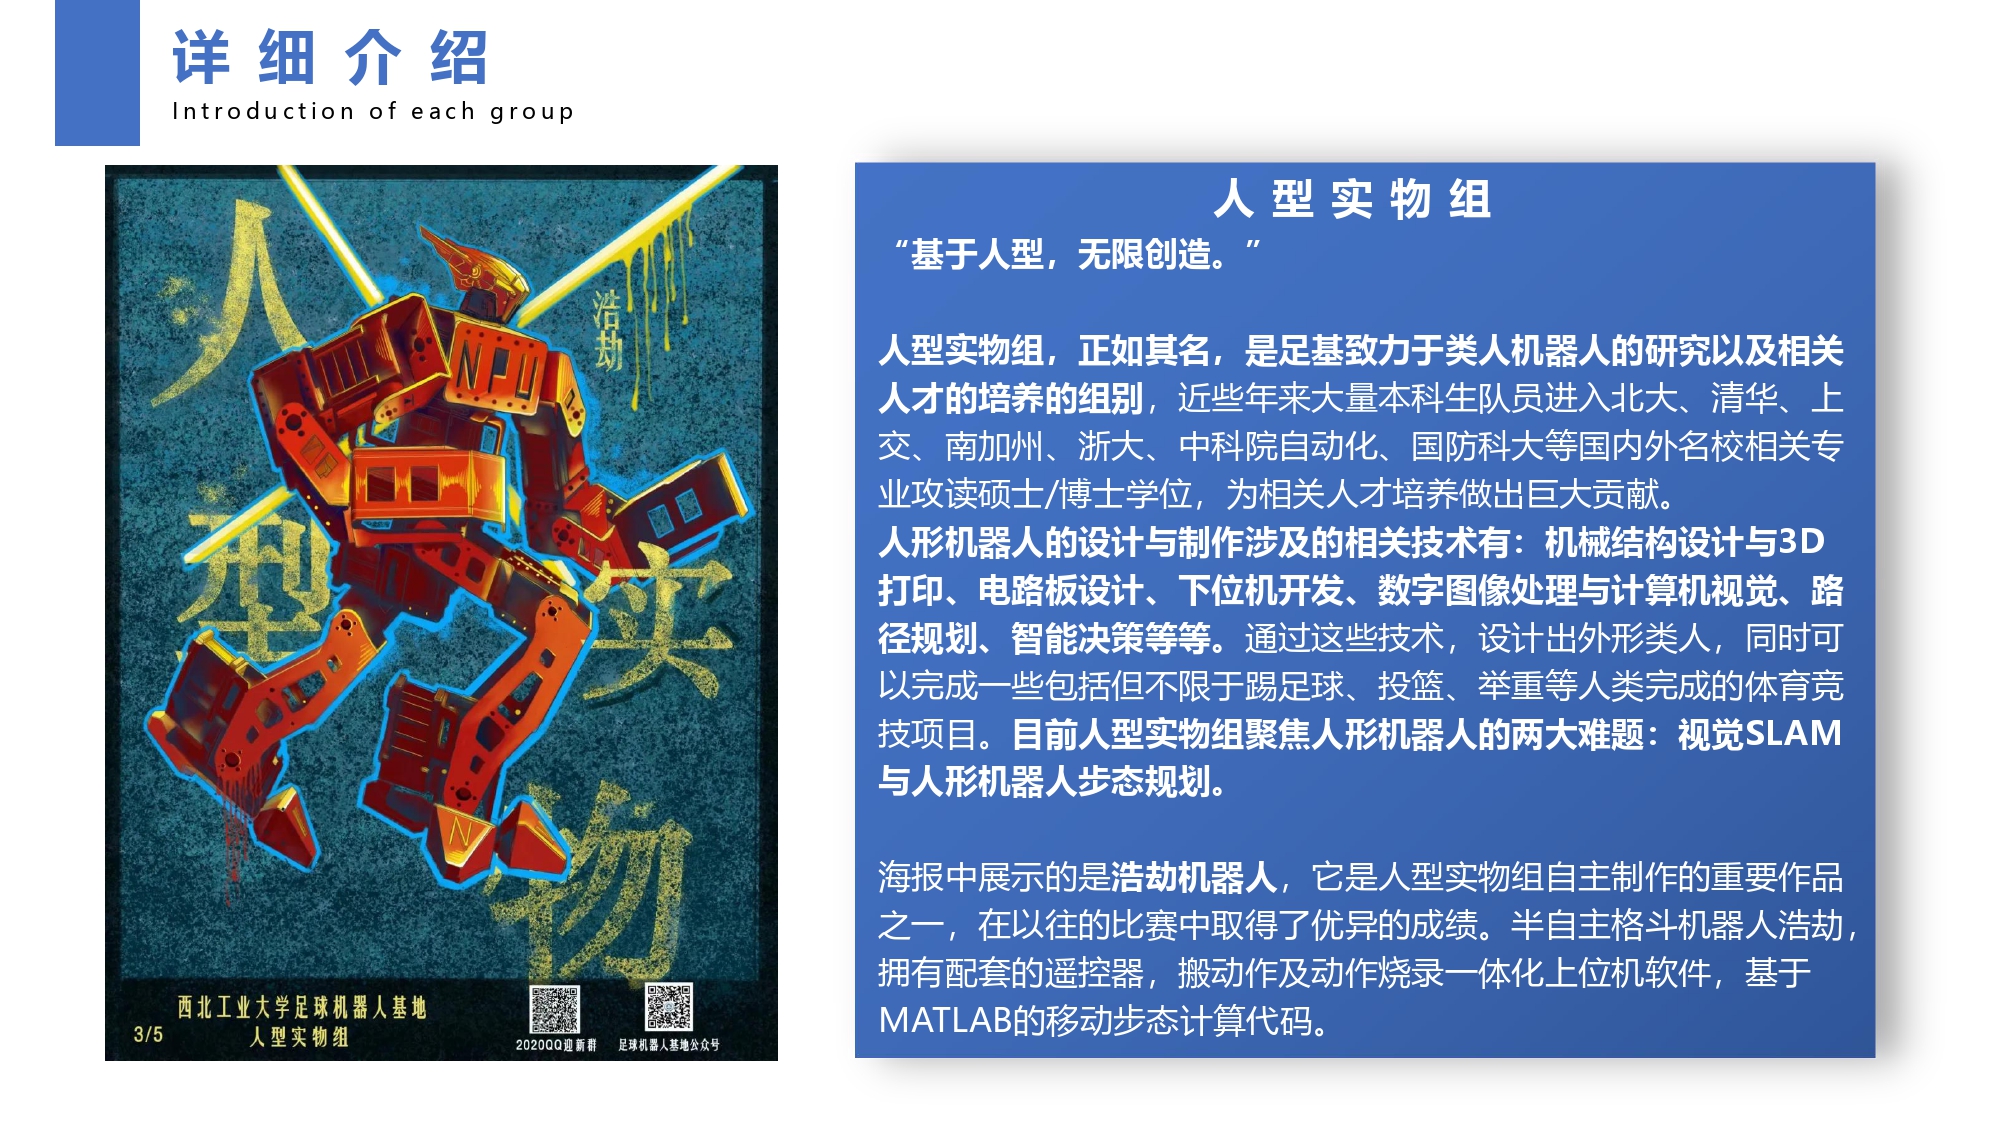 详细介绍
Introduction of each group
人
浩劫
型
实
物
西北工业大学足球机器人基地
人型实物组
3/5
2020QQ迎新群
足球机器人基地公众号
N
人型实物组
“基于人型，无限创造。”
人型实物组，正如其名，是足基致力于类人机器人的研究以及相关
人才的培养的组别，近些年来大量本科生队员进入北大、清华、上
交、南加州、浙大、中科院自动化、国防科大等国内外名校相关专
业攻读硕士/博士学位，为相关人才培养做出巨大贡献。
人形机器人的设计与制作涉及的相关技术有：机械结构设计与3D
打印、电路板设计、下位机开发、数字图像处理与计算机视觉、路
径规划、智能决策等等。通过这些技术，设计出外形类人，同时可
以完成一些包括但不限于踢足球、投篮、举重等人类完成的体育竞
技项目。目前人型实物组聚焦人形机器人的两大难题：视觉SLAM
与人形机器人步态规划。
海报中展示的是浩劫机器人，它是人型实物组自主制作的重要作品
之一，在以往的比赛中取得了优异的成绩。半自主格斗机器人浩劫，
拥有配套的遥控器，搬动作及动作烧录一体化上位机软件，基于
MATLAB的移动步态计算代码。